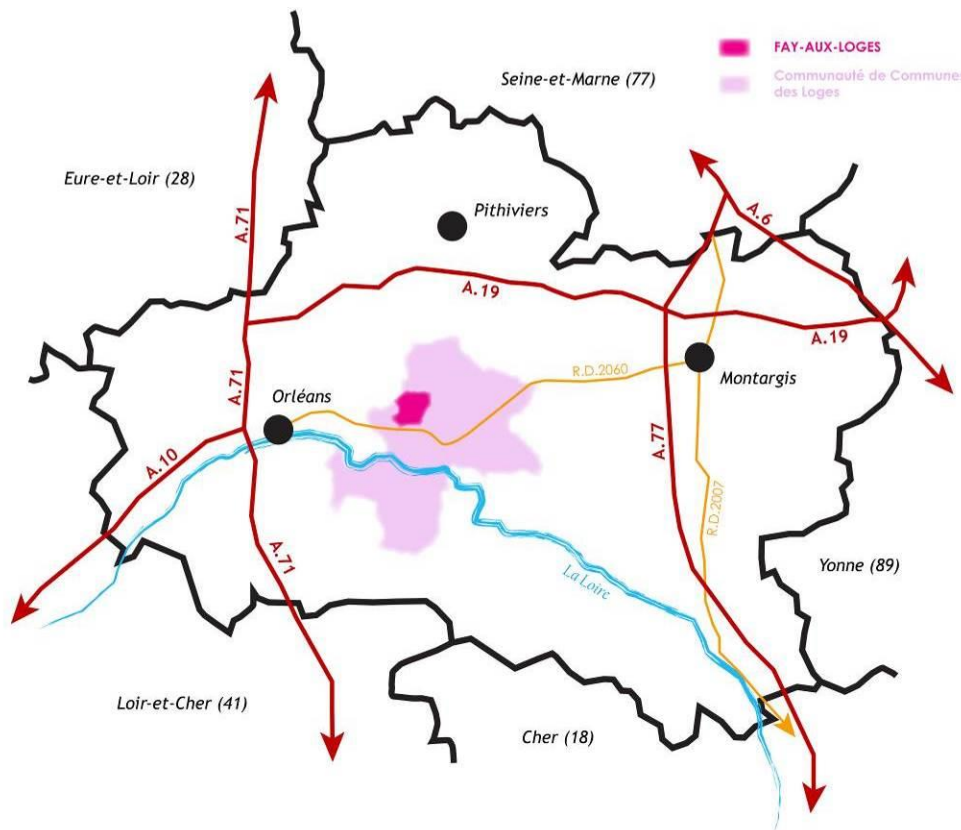 FAY-AUX-LOGES
Communauté de Communes
des Loges
Seine-et-Marne (77)
Eure-et-Loir (28)
Pithiviers
A.71
A.6
A.19
A.19
R.D.2060
Montargis
A.71
Orléans
A.77
A.10
R.D.2007
A.71
La Loire
Yonne (89)
Loir-et-Cher (41)
Cher (18)